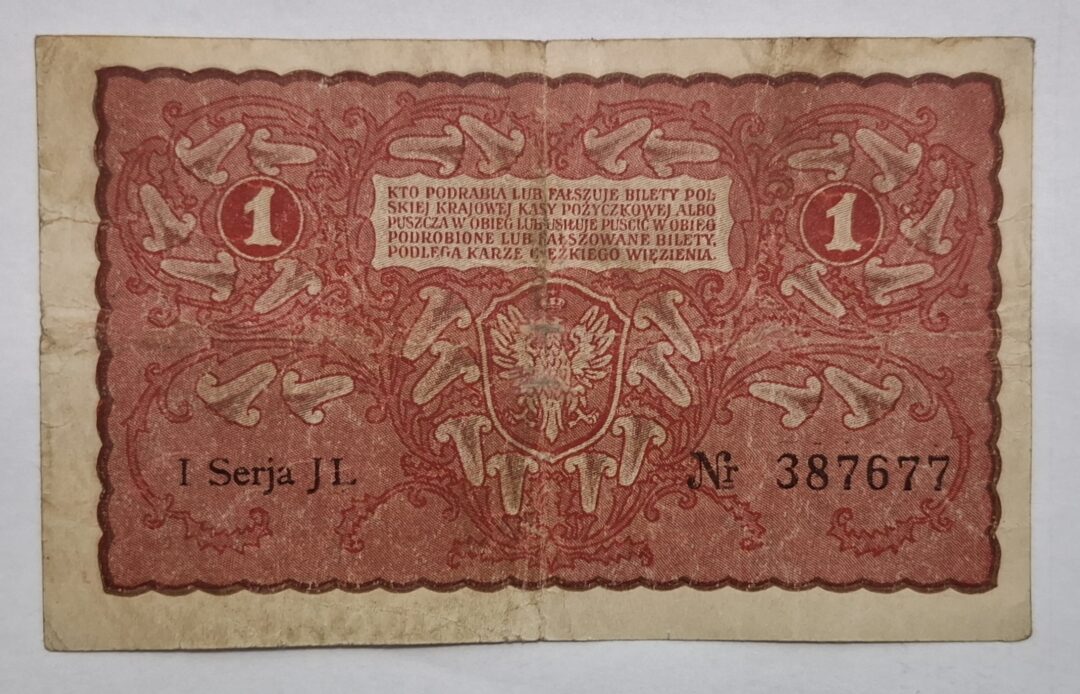 KTO PODRABIA LUB FAŁSZUJE BILETY POL
SKIEJ KRAJOWEJ KASY POŻYCZKOWEJ ALBO
PUSZCZA W OBIEG LUB USIŁUJE PUŚCIĆ W OBIEG
PODROBIONE LUB FAŁSZOWANE BILETY,
PODLEGA KARZE CIĘŻKIEGO WIĘZIENIA.
1 1
I Serja JL Nr 387677